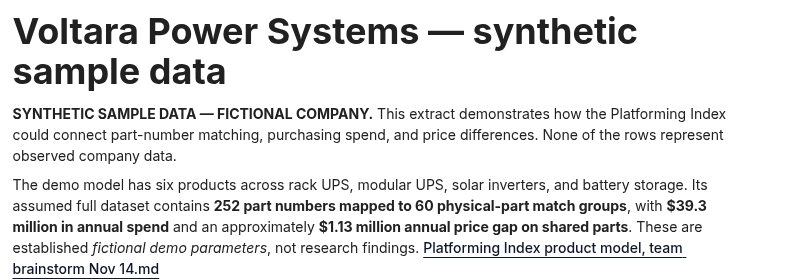 Voltara Power Systems — synthetic
sample data
SYNTHETIC SAMPLE DATA — FICTIONAL COMPANY. This extract demonstrates how the Platforming Index
could connect part-number matching, purchasing spend, and price differences. None of the rows represent
observed company data.
The demo model has six products across rack UPS, modular UPS, solar inverters, and battery storage. Its
assumed full dataset contains 252 part numbers mapped to 60 physical-part match groups, with $39.3
million in annual spend and an approximately $1.13 million annual price gap on shared parts. These are
established fictional demo parameters, not research findings. Platforming Index product model, team
brainstorm Nov 14.md